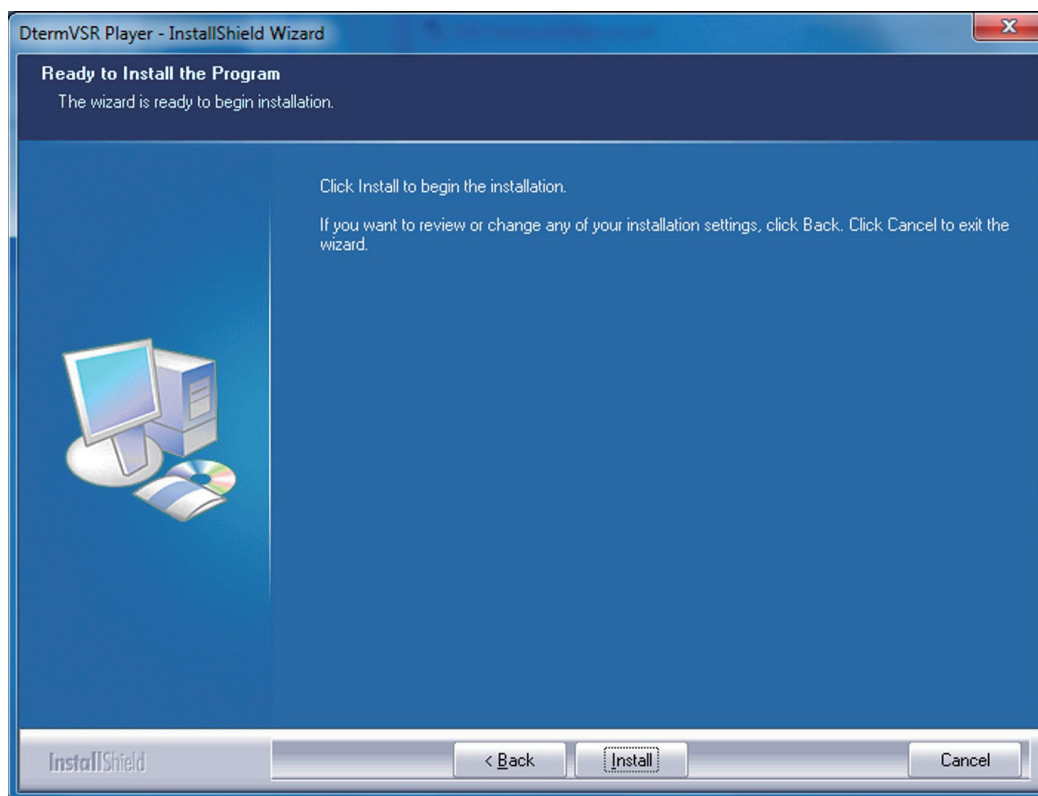 DtermVSR Player - InstallShield Wizard
Ready to Install the Program
The wizard is ready to begin installation.
Click Install to begin the installation.
If you want to review or change any of your installation settings, click Back. Click Cancel to exit the
wizard.
InstallShield
< Back
Install
Cancel